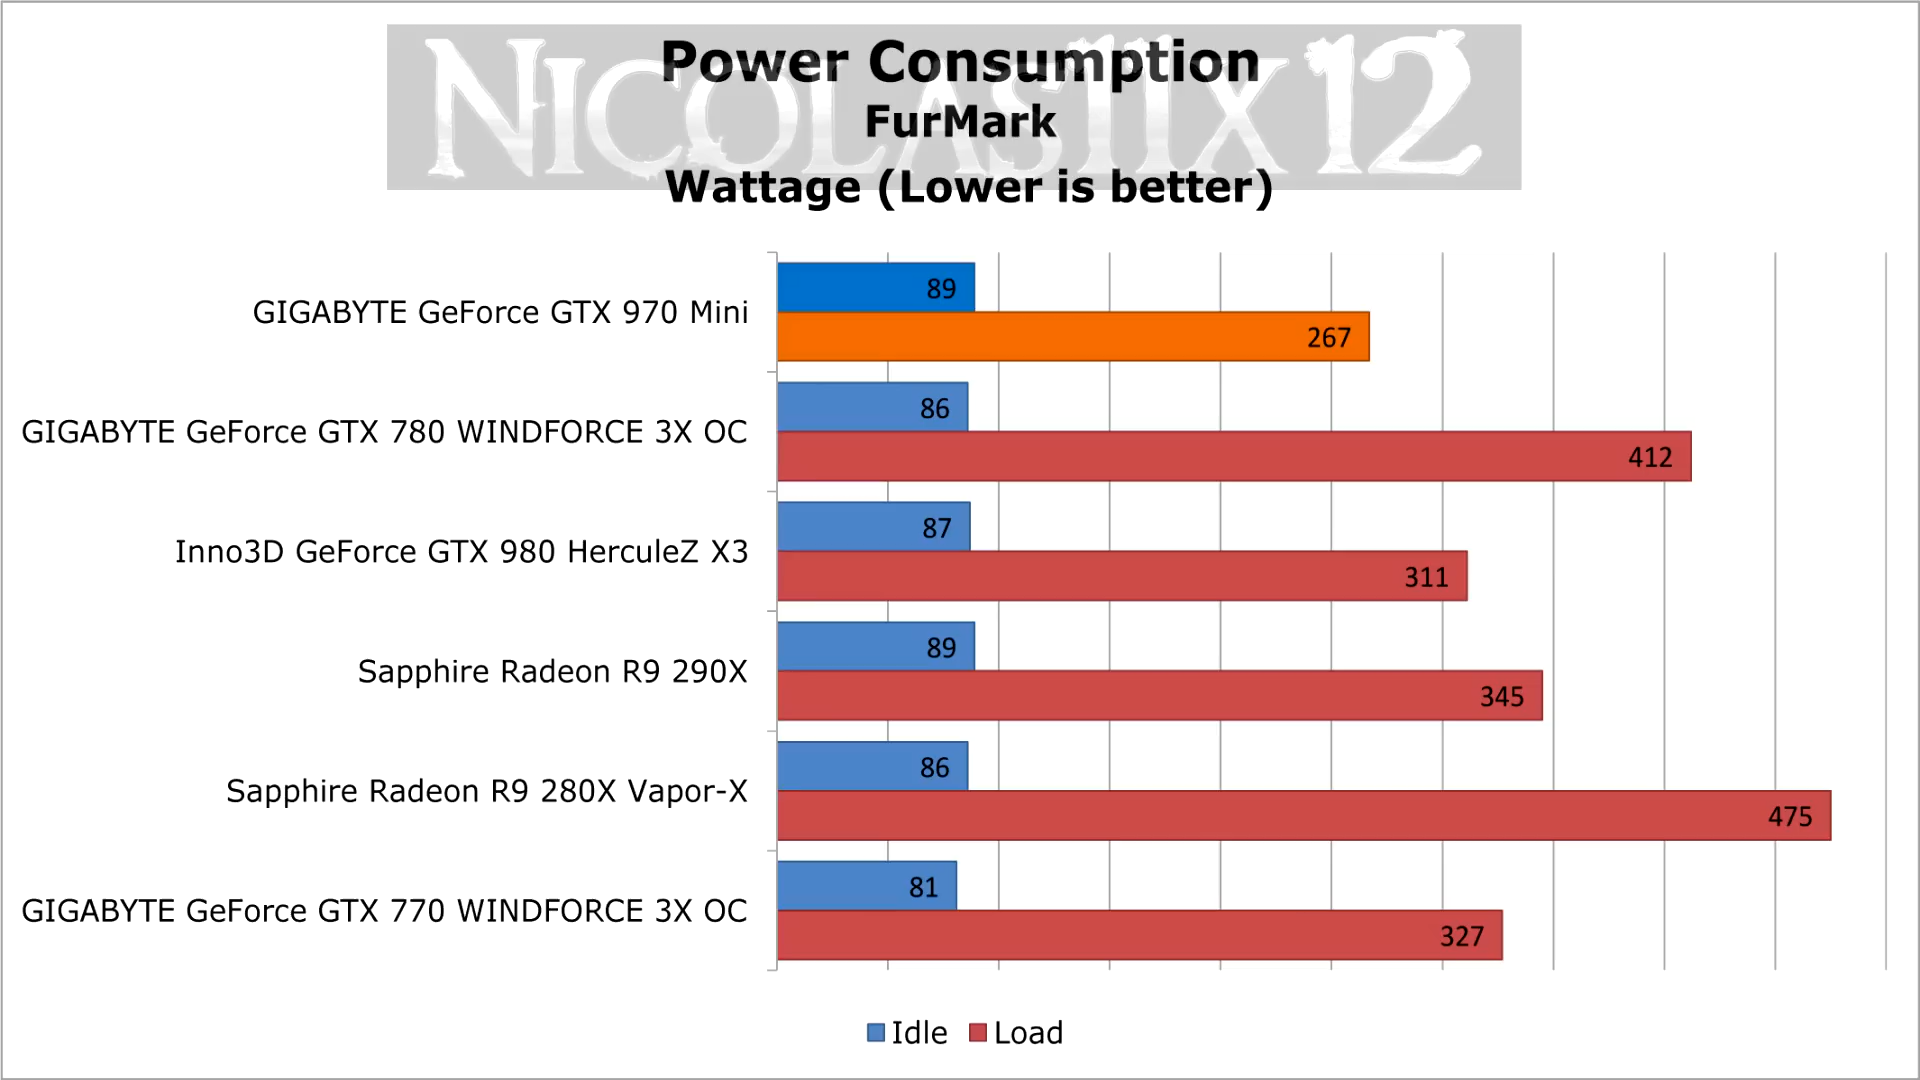 NICOLAS11X12
Power Consumption
FurMark
Wattage (Lower is better)
GIGABYTE GeForce GTX 970 Mini
89
267
GIGABYTE GeForce GTX 780 WINDFORCE 3X OC
86
412
Inno3D GeForce GTX 980 HerculeZ X3
87
311
Sapphire Radeon R9 290X
89
345
Sapphire Radeon R9 280X Vapor-X
86
475
GIGABYTE GeForce GTX 770 WINDFORCE 3X OC
81
327
Idle Load